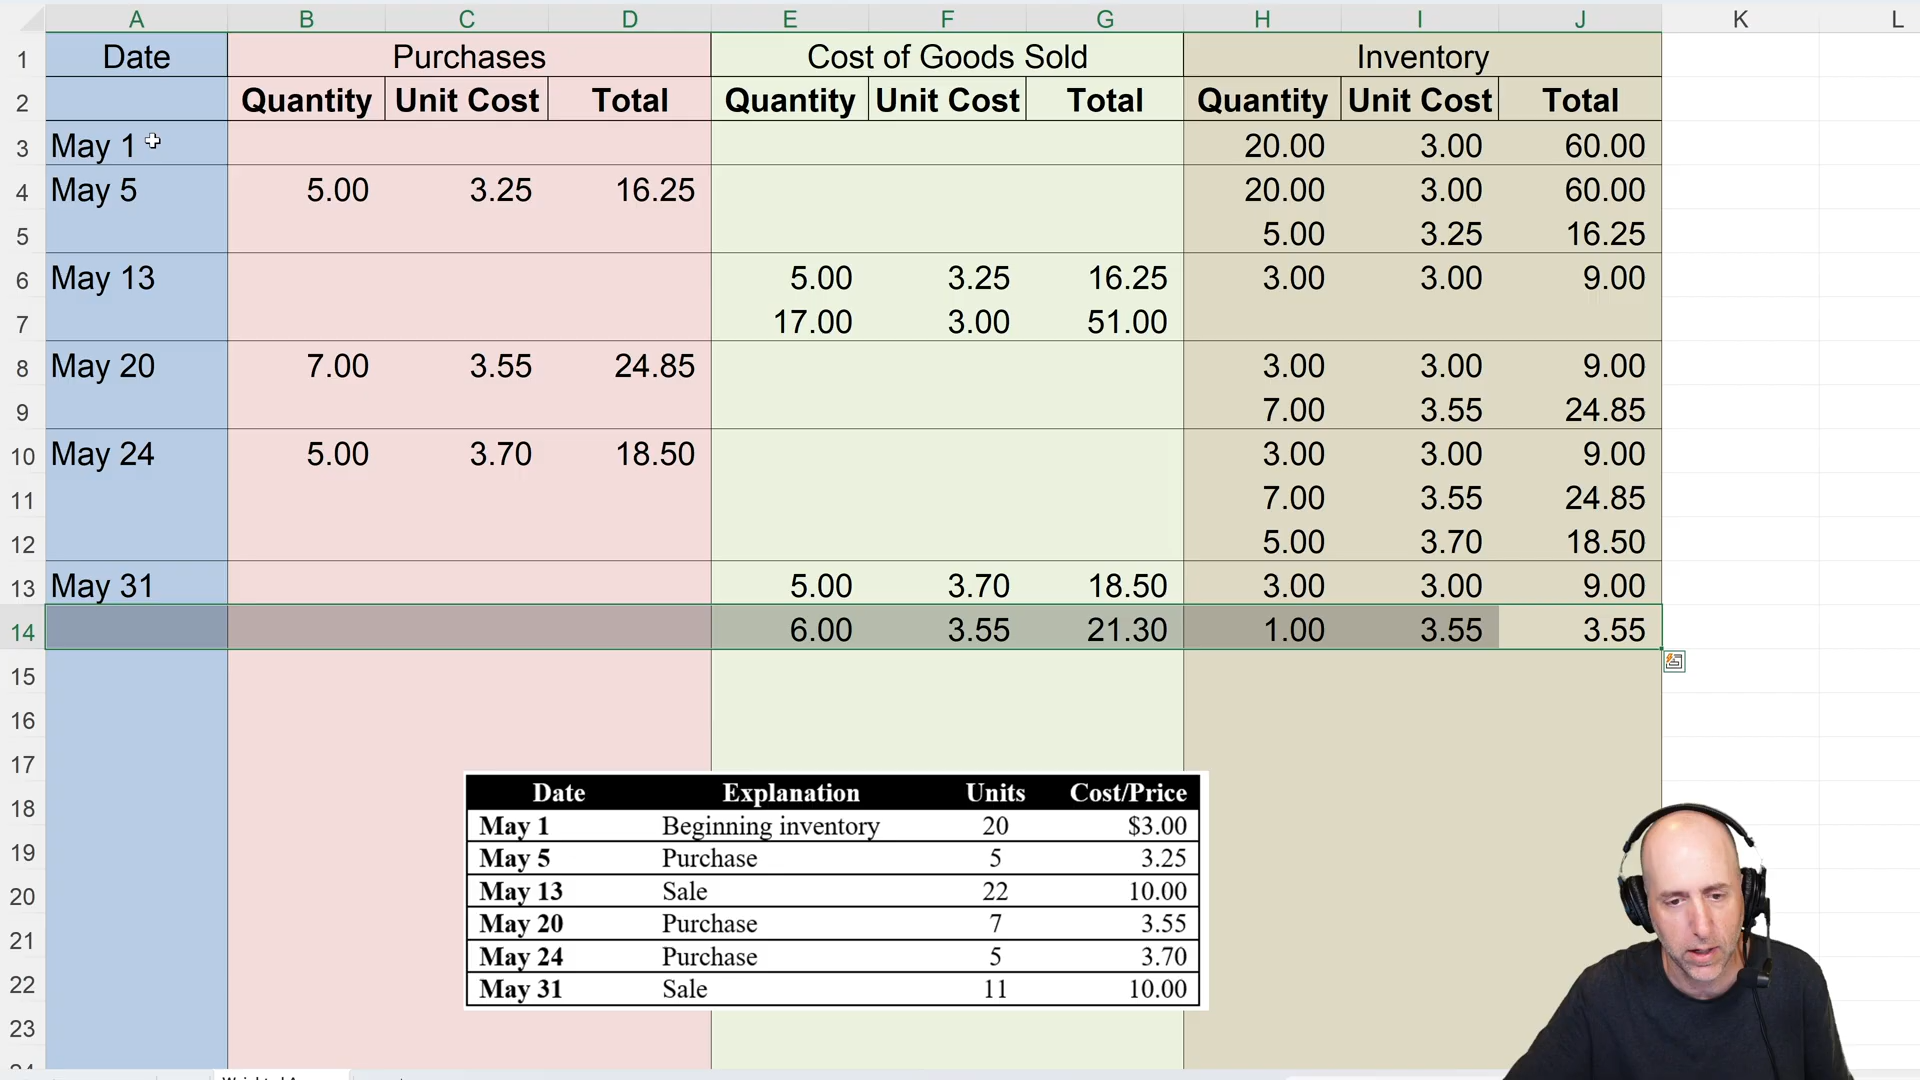 A B C D E F G H I J K L
1 Date Purchases Cost of Goods Sold Inventory
2 Quantity Unit Cost Total Quantity Unit Cost Total Quantity Unit Cost Total
3 May 1 20.00 3.00 60.00
4 May 5 5.00 3.25 16.25 20.00 3.00 60.00
5 5.00 3.25 16.25
6 May 13 5.00 3.25 16.25 3.00 3.00 9.00
7 17.00 3.00 51.00
8 May 20 7.00 3.55 24.85 3.00 3.00 9.00
9 7.00 3.55 24.85
10 May 24 5.00 3.70 18.50 3.00 3.00 9.00
11 7.00 3.55 24.85
12 5.00 3.70 18.50
13 May 31 5.00 3.70 18.50 3.00 3.00 9.00
14 6.00 3.55 21.30 1.00 3.55 3.55
15
16
17
18
19
20
21
22
23
Date Explanation Units Cost/Price
May 1 Beginning inventory 20 $3.00
May 5 Purchase 5 3.25
May 13 Sale 22 10.00
May 20 Purchase 7 3.55
May 24 Purchase 5 3.70
May 31 Sale 11 10.00